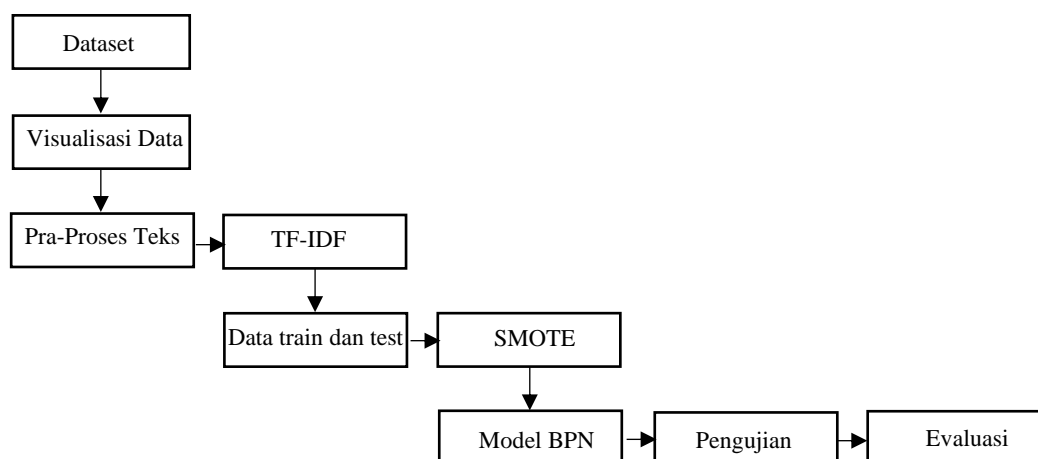 Dataset
Visualisasi Data
Pra-Proses Teks
TF-IDF
Data train dan test
SMOTE
Model BPN
Pengujian
Evaluasi